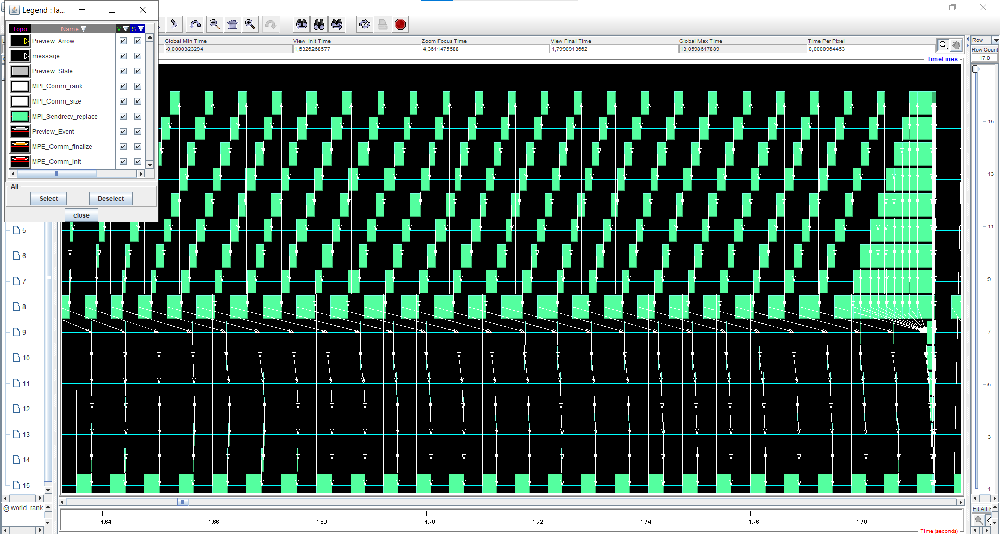 Legend : la...
Topo Name V S
Preview_Arrow
message
Preview_State
MPI_Comm_rank
MPI_Comm_size
MPI_Sendrecv_replace
Preview_Event
MPE_Comm_finalize
MPE_Comm_init
All
Select Deselect
close
Global Min Time View Init Time Zoom Focus Time View Final Time Global Max Time Time Per Pixel
-0,0000323294 1,6326268577 4,3611475588 1,7990913662 13,0598617889 0,0000964453
TimeLines
Row
Row Count
17,0
15
13
11
9
7
5
3
1
Fit All
5
6
7
8
9
10
11
12
13
14
15
@ world_rank
1,64 1,66 1,68 1,70 1,72 1,74 1,76 1,78
Time (seconds)